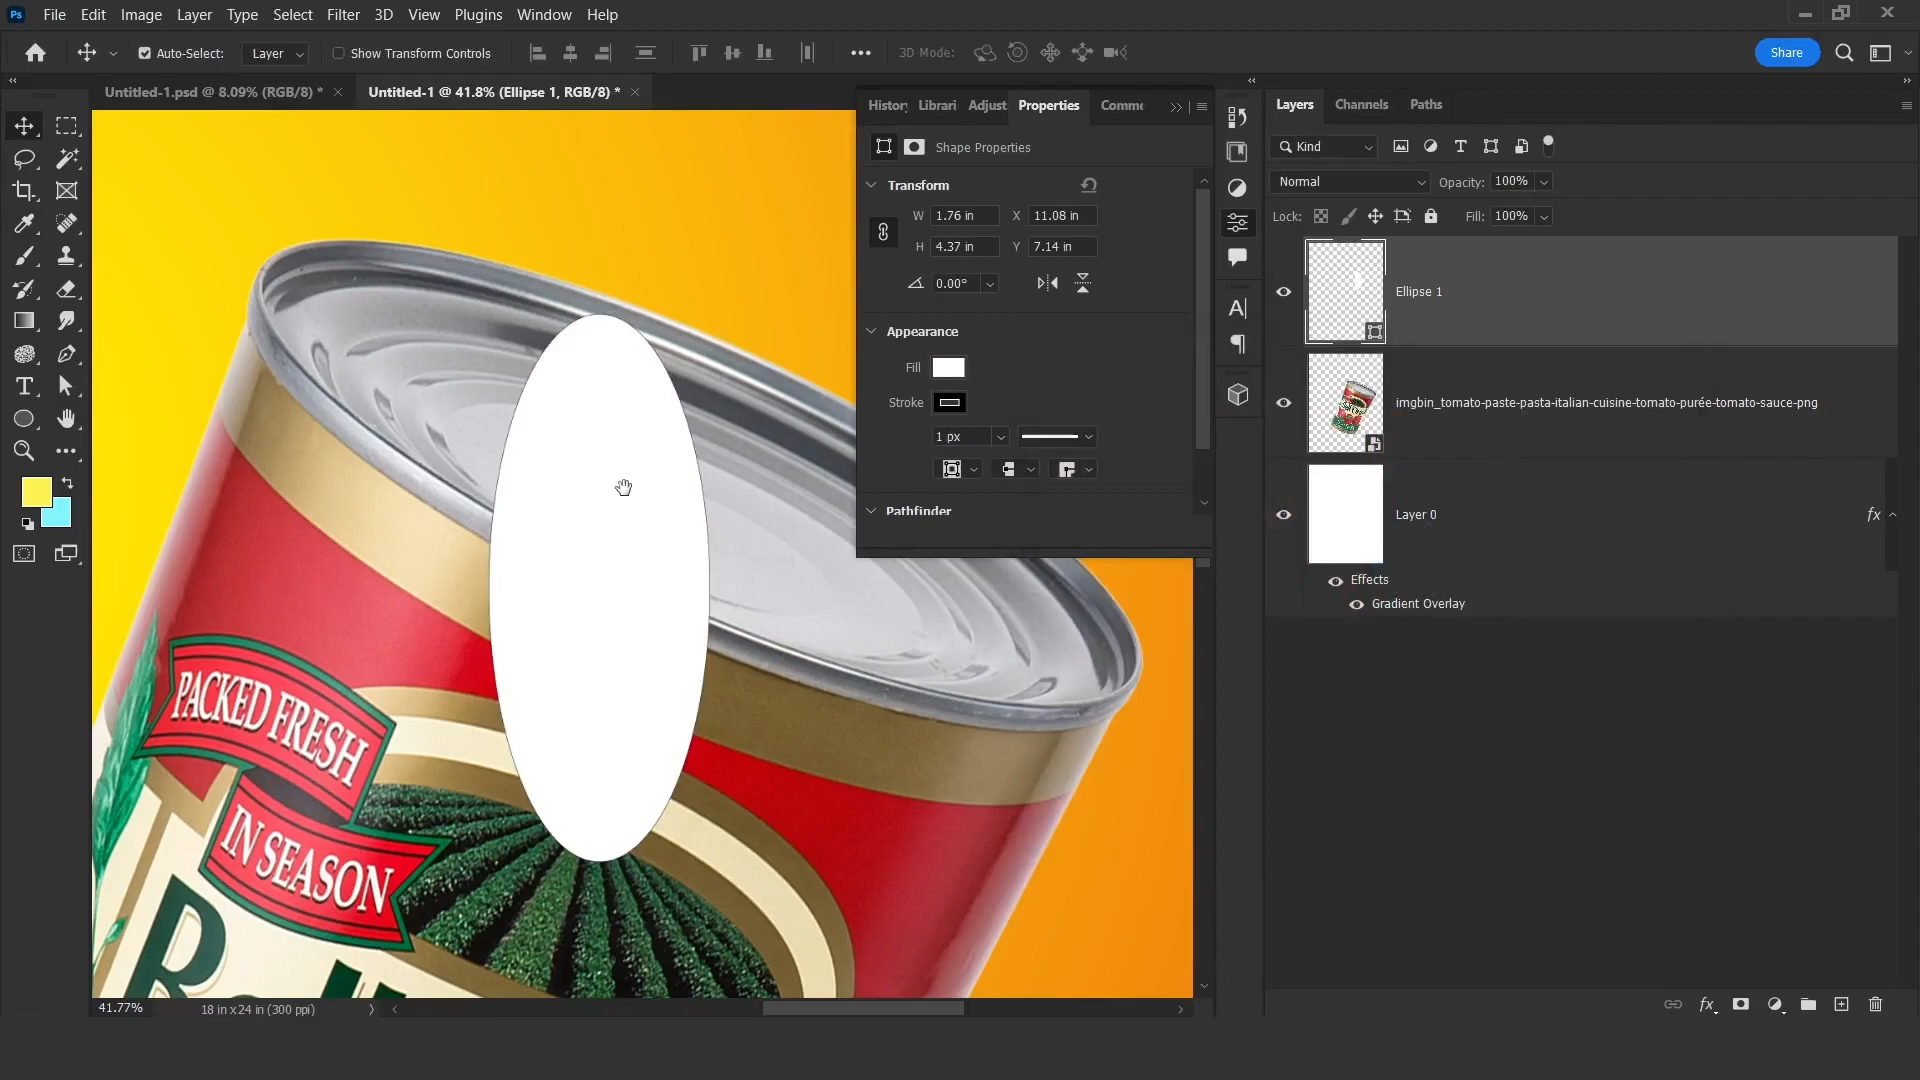 Ps File Edit Image Layer Type Select Filter 3D View Plugins Window Help
Auto-Select: Layer Show Transform Controls 3D Mode: Share
Untitled-1.psd @ 8.09% (RGB/8) * Untitled-1 @ 41.8% (Ellipse 1, RGB/8) *
Histor Librari Adjust Properties Comme
Shape Properties
Transform
W 1.76 in X 11.08 in
H 4.37 in Y 7.14 in
0.00°
Appearance
Fill
Stroke
1 px
Pathfinder
Layers Channels Paths
Kind
Normal Opacity: 100%
Lock: Fill: 100%
Ellipse 1
imgbin_tomato-paste-pasta-italian-cuisine-tomato-purée-tomato-sauce-png
Layer 0 fx
Effects
Gradient Overlay
PACKED FRESH
IN SEASON
41.77% 18 in x 24 in (300 ppi)
fx